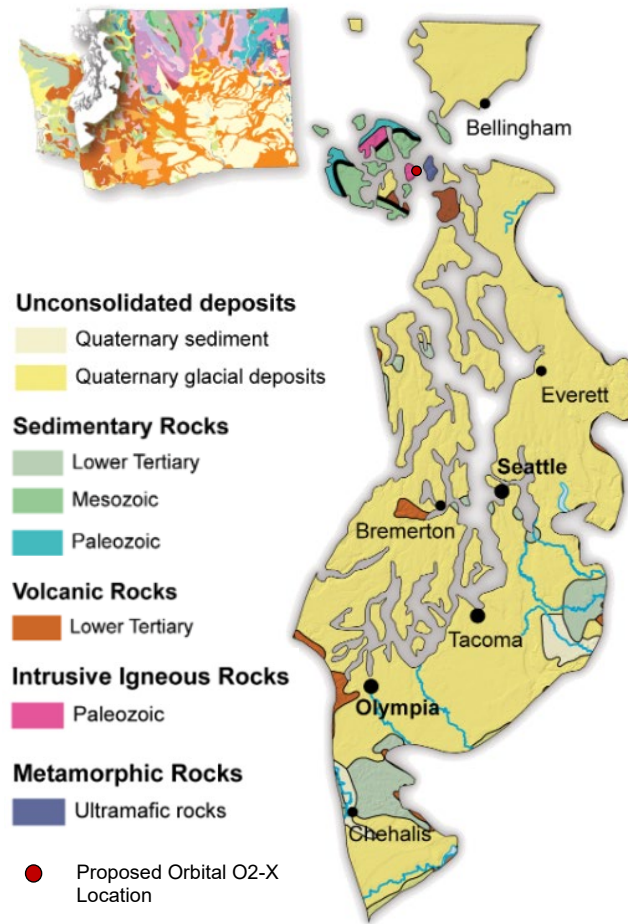 Bellingham
Unconsolidated deposits
Quaternary sediment
Quaternary glacial deposits
Everett
Sedimentary Rocks
Lower Tertiary
Seattle
Mesozoic
Bremerton
Paleozoic
Volcanic Rocks
Lower Tertiary
Tacoma
Intrusive Igneous Rocks
Paleozoic
Olympia
Metamorphic Rocks
Ultramafic rocks
Chehalis
Proposed Orbital O2-X
Location